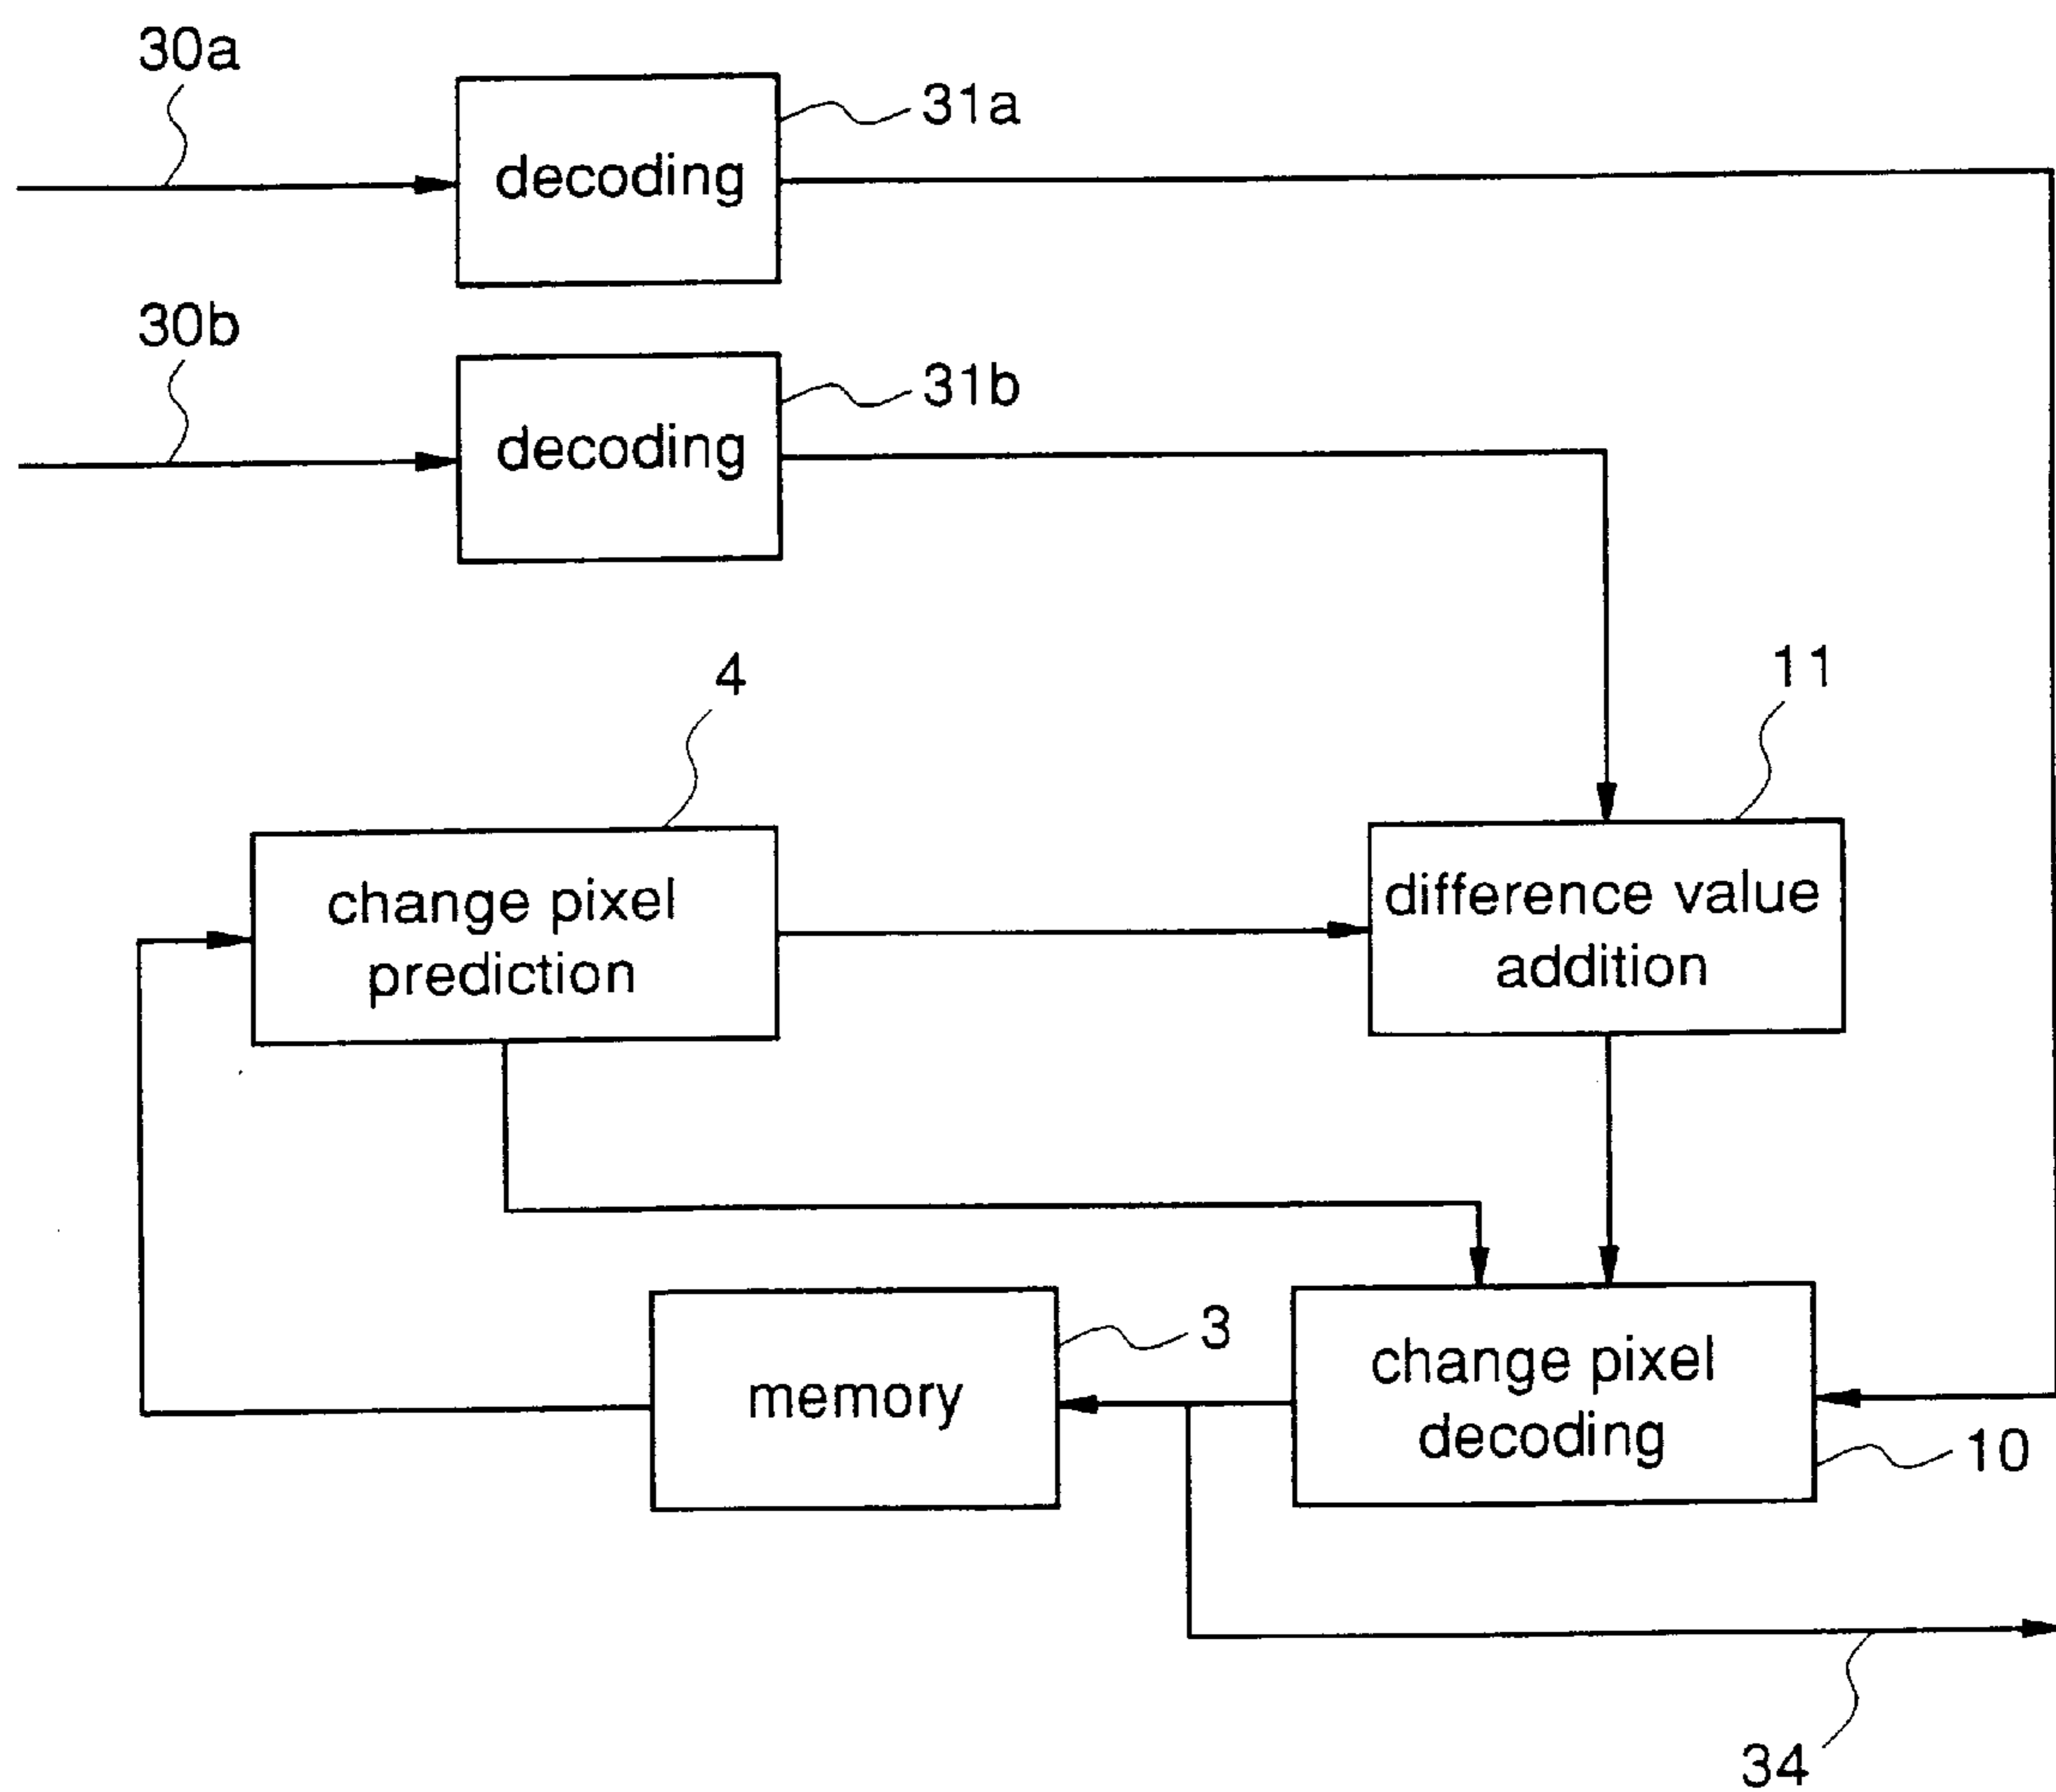 30a
31a
decoding
30b
31b
decoding
4
11
change pixel
prediction
difference value
addition
3
memory
change pixel
decoding
10
34